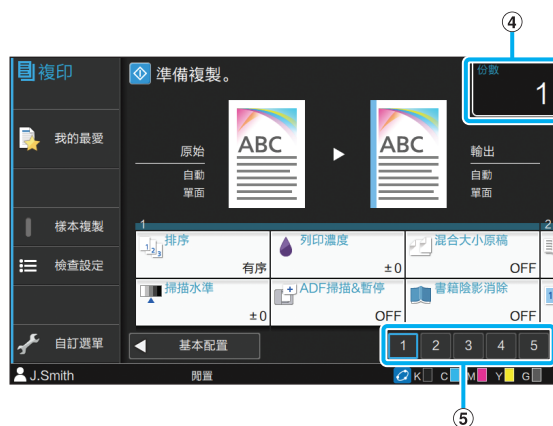 ④
複印
準備複製。
份數
1
我的最愛
ABC
ABC
原始
自動
單面
輸出
自動
單面
樣本複製
檢查設定
自訂選單
1
2
排序
有序
列印濃度
±0
混合大小原稿
OFF
掃描水準
±0
ADF掃描&暫停
OFF
書籍陰影消除
OFF
基本配置
1 2 3 4 5
J.Smith
閒置
K C M Y G
⑤